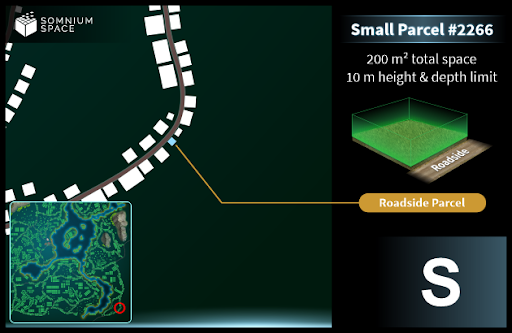 SOMNIUM
SPACE
Small Parcel #2266
200 m² total space
10 m height & depth limit
Roadside
Roadside Parcel
S